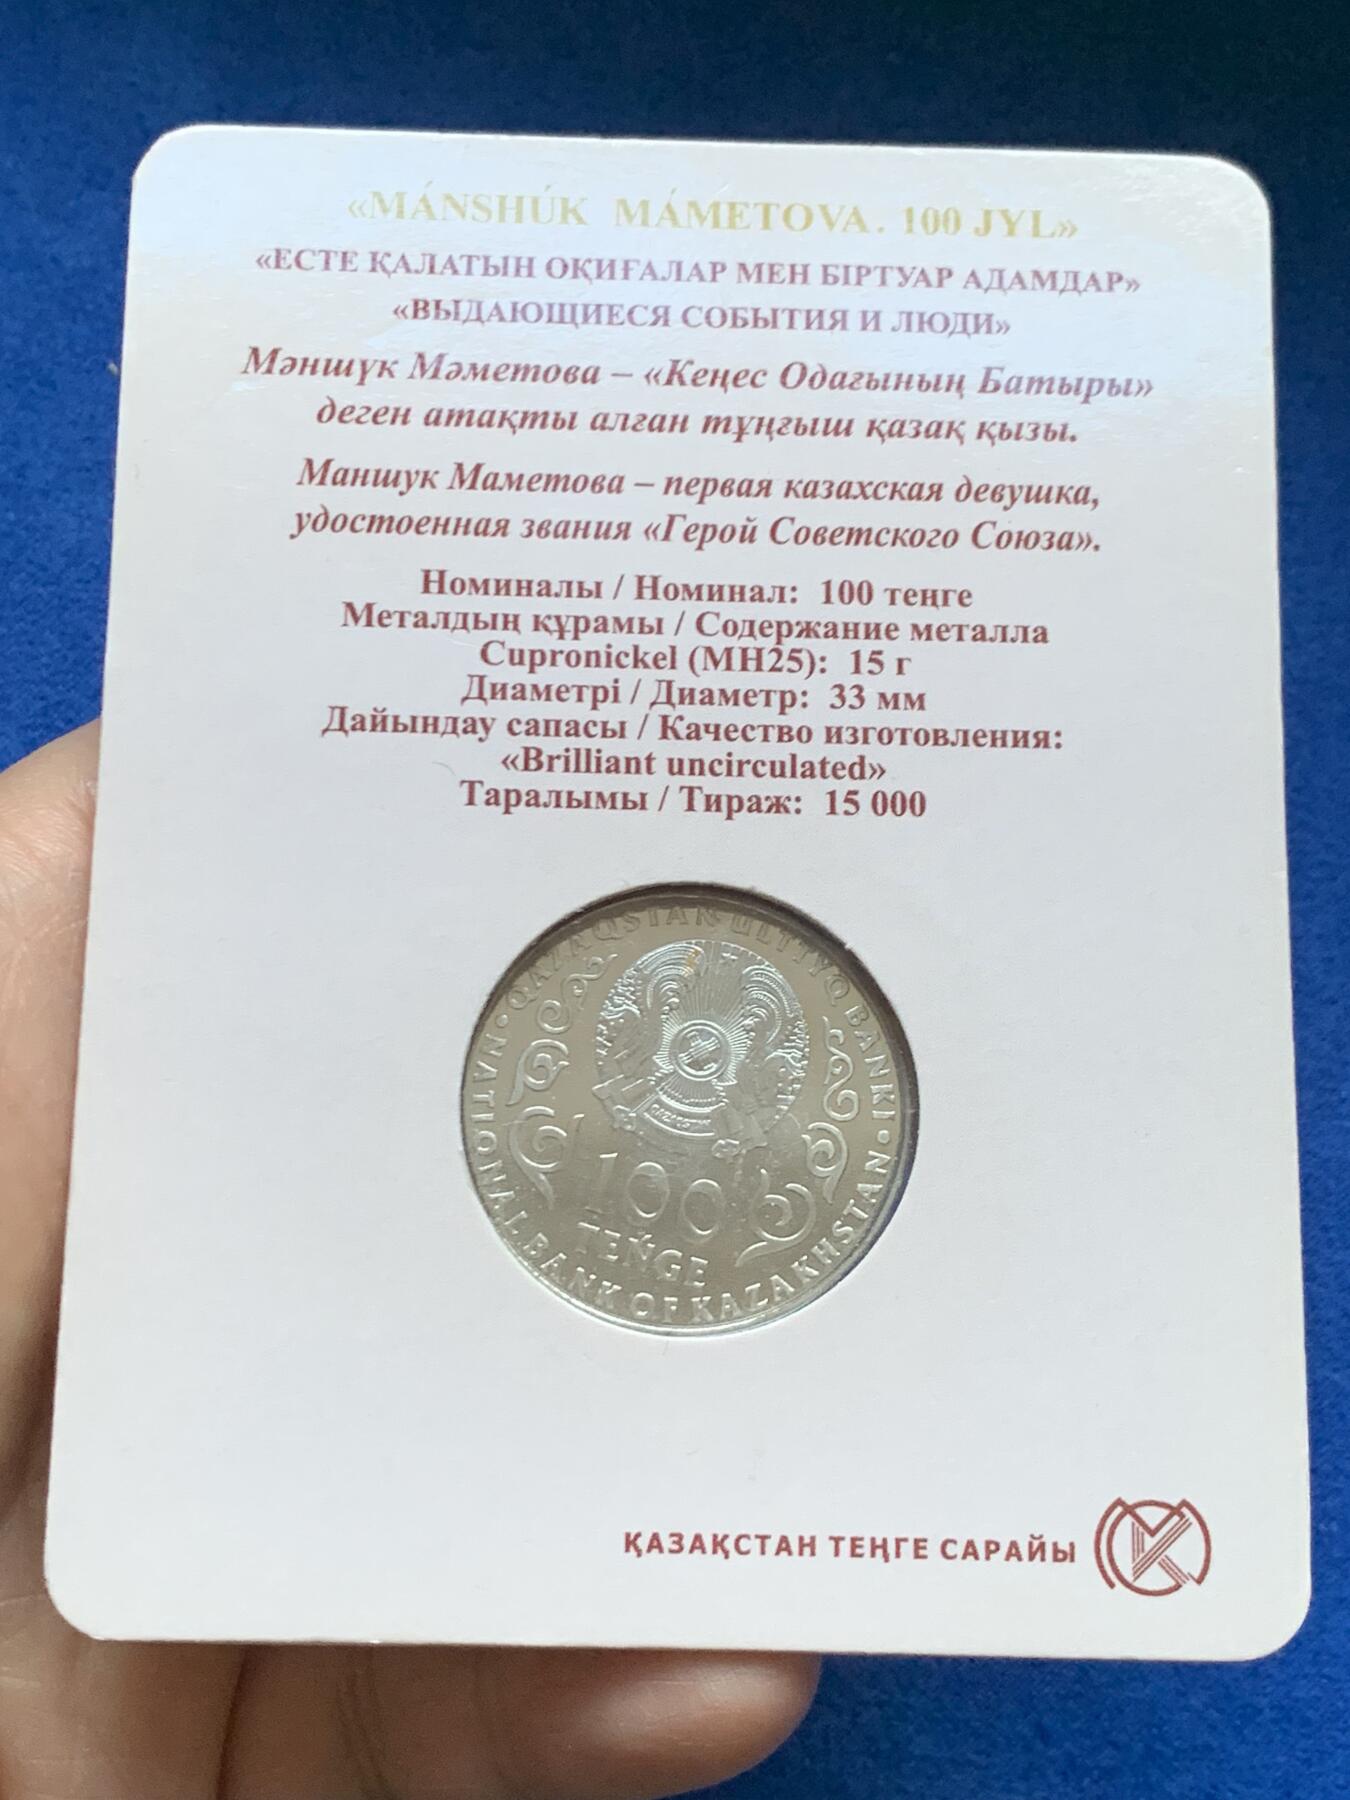 «MÁNSHÚK MÁMETOVA. 100 JYL»
«ЕСТЕ ҚАЛАТЫН ОҚИҒАЛАР МЕН БІРТУАР АДАМДАР»
«ВЫДАЮЩИЕСЯ СОБЫТИЯ И ЛЮДИ»
Мәншүк Мәметова – «Кеңес Одағының Батыры»
деген атақты алған тұңғыш қазақ қызы.
Маншук Маметова – первая казахская девушка,
удостоенная звания «Герой Советского Союза».
Номиналы / Номинал: 100 теңге
Металдың құрамы / Содержание металла
Cupronickel (МН25): 15 г
Диаметрі / Диаметр: 33 мм
Дайындау сапасы / Качество изготовления:
«Brilliant uncirculated»
Таралымы / Тираж: 15 000
QAZAQSTAN ULTTYQ BANKI
QAZAQSTAN
100
TEŃGE
NATIONAL BANK OF KAZAKHSTAN
ҚАЗАҚСТАН ТЕҢГЕ САРАЙЫ